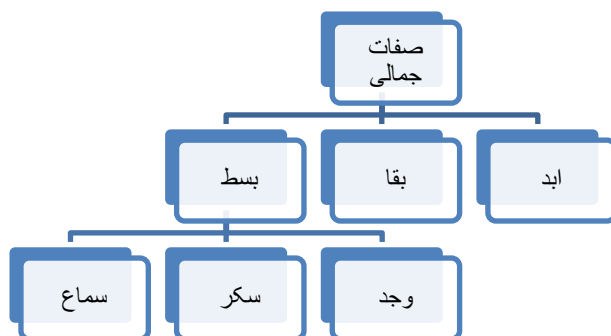 صفات
جمالی
ابد
بقا
بسط
وجد
سکر
سماع